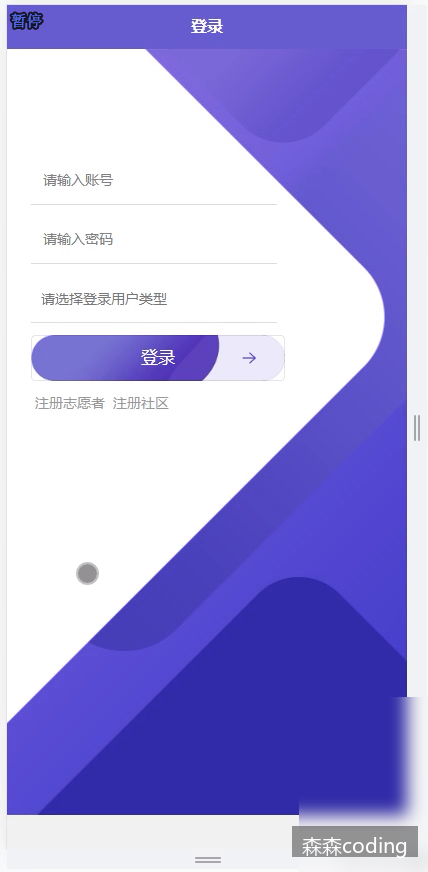 暂停
登录
请输入账号
请输入密码
请选择登录用户类型
登录
注册志愿者 注册社区
森森coding